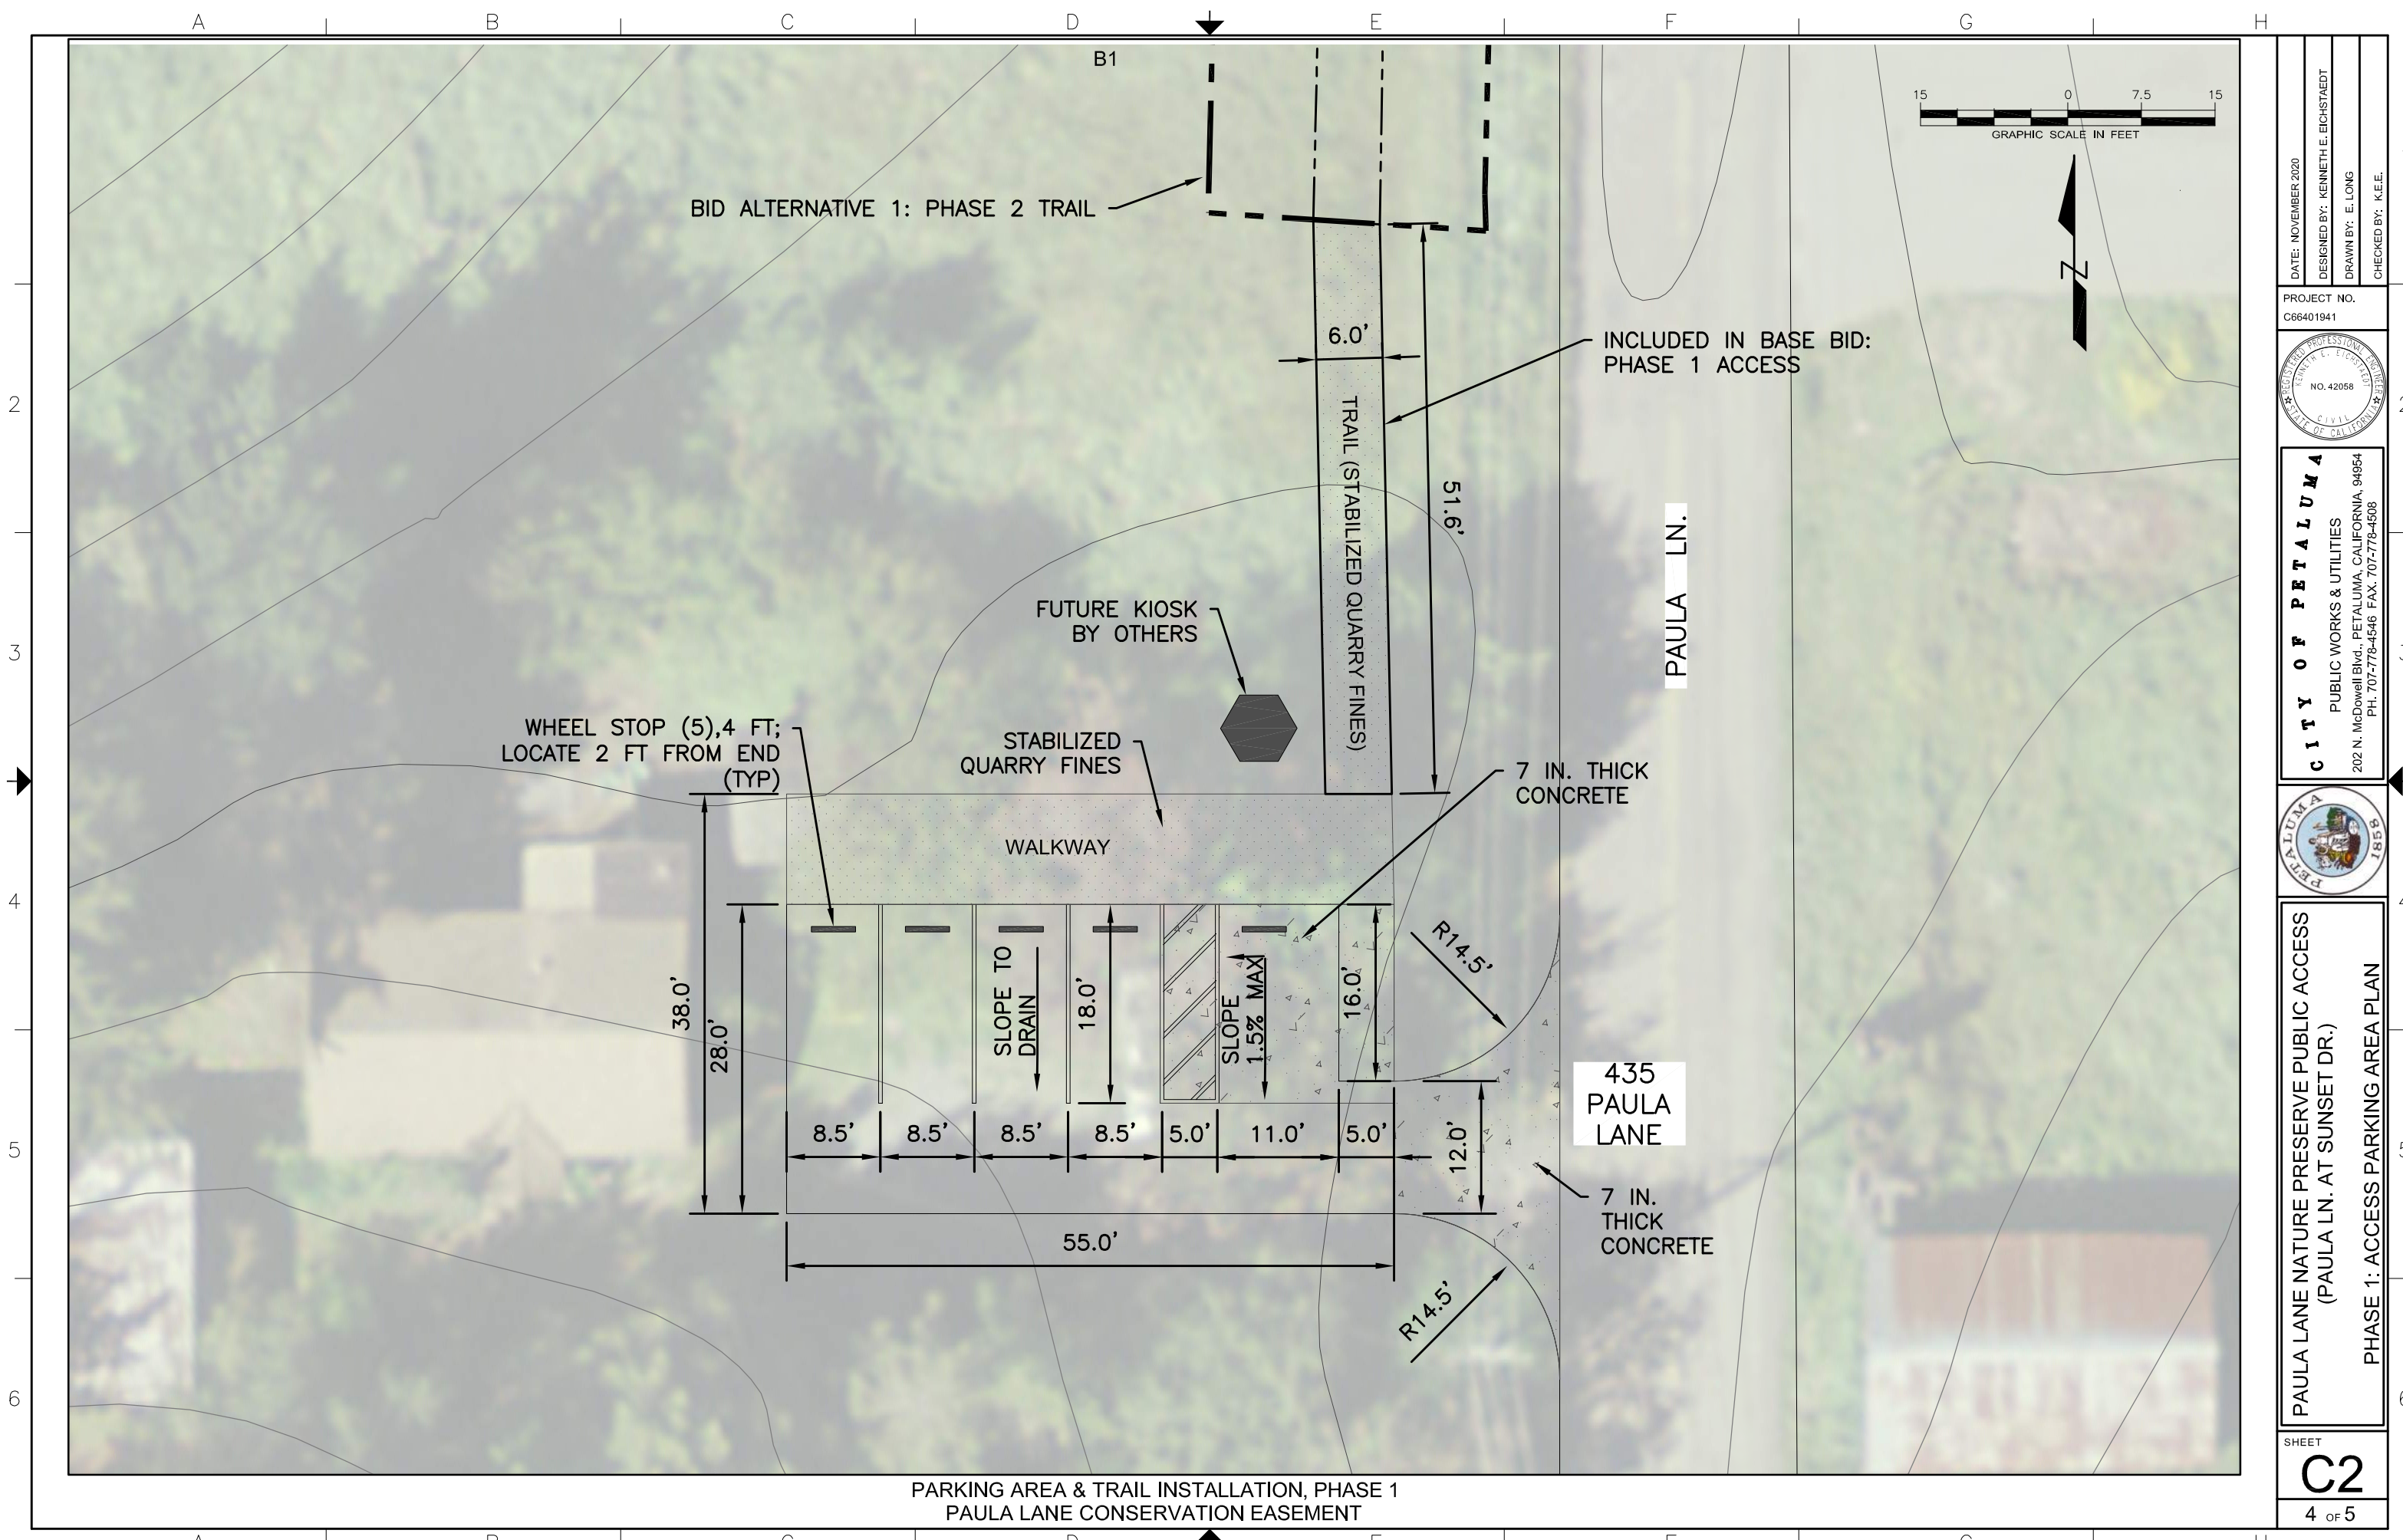 A B C D E F G H
B1
15 0 7.5 15
GRAPHIC SCALE IN FEET
N
BID ALTERNATIVE 1: PHASE 2 TRAIL
6.0'
INCLUDED IN BASE BID:
PHASE 1 ACCESS
TRAIL (STABILIZED QUARRY FINES)
51.6'
PAULA LN.
FUTURE KIOSK
BY OTHERS
WHEEL STOP (5),4 FT;
LOCATE 2 FT FROM END
(TYP)
STABILIZED
QUARRY FINES
7 IN. THICK
CONCRETE
WALKWAY
38.0'
28.0'
SLOPE TO
DRAIN
18.0'
SLOPE
1.5% MAX
16.0'
R14.5'
435
PAULA
LANE
8.5' 8.5' 8.5' 8.5' 5.0' 11.0' 5.0'
12.0'
7 IN.
THICK
CONCRETE
55.0'
R14.5'
2
3
4
5
6
PARKING AREA & TRAIL INSTALLATION, PHASE 1
PAULA LANE CONSERVATION EASEMENT
DATE: NOVEMBER 2020
DESIGNED BY: KENNETH E. EICHSTAEDT
DRAWN BY: E. LONG
CHECKED BY: K.E.E.
PROJECT NO.
C66401941
REGISTERED PROFESSIONAL ENGINEER
KENNETH E. EICHSTAEDT
NO. 42058
CIVIL
STATE OF CALIFORNIA
CITY OF PETALUMA
PUBLIC WORKS & UTILITIES
202 N. McDowell Blvd., PETALUMA, CALIFORNIA, 94954
PH. 707-778-4546 FAX. 707-778-4508
PETALUMA 1858
PAULA LANE NATURE PRESERVE PUBLIC ACCESS
(PAULA LN. AT SUNSET DR.)
PHASE 1: ACCESS PARKING AREA PLAN
SHEET
C2
4 OF 5